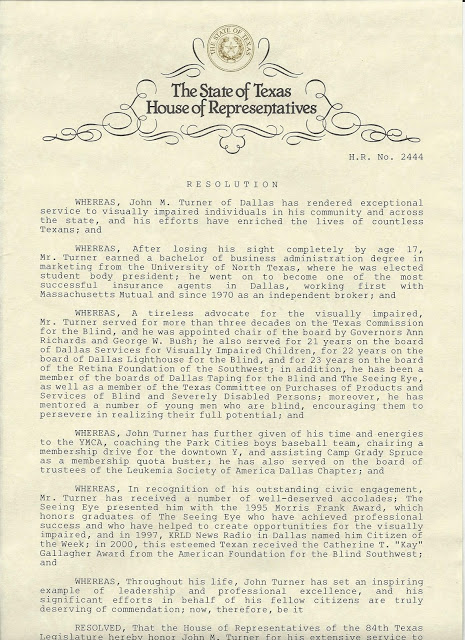 THE STATE OF TEXAS
The State of Texas
House of Representatives
H.R. No. 2444
RESOLUTION
WHEREAS, John M. Turner of Dallas has rendered exceptional
service to visually impaired individuals in his community and across
the state, and his efforts have enriched the lives of countless
Texans; and
WHEREAS, After losing his sight completely by age 17,
Mr. Turner earned a bachelor of business administration degree in
marketing from the University of North Texas, where he was elected
student body president; he went on to become one of the most
successful insurance agents in Dallas, working first with
Massachusetts Mutual and since 1970 as an independent broker; and
WHEREAS, A tireless advocate for the visually impaired,
Mr. Turner served for more than three decades on the Texas Commission
for the Blind, and he was appointed chair of the board by Governors Ann
Richards and George W. Bush; he also served for 21 years on the board
of Dallas Services for Visually Impaired Children, for 22 years on the
board of Dallas Lighthouse for the Blind, and for 23 years on the board
of the Retina Foundation of the Southwest; in addition, he has been a
member of the boards of Dallas Taping for the Blind and The Seeing Eye,
as well as a member of the Texas Committee on Purchases of Products and
Services of Blind and Severely Disabled Persons; moreover, he has
mentored a number of young men who are blind, encouraging them to
persevere in realizing their full potential; and
WHEREAS, John Turner has further given of his time and energies
to the YMCA, coaching the Park Cities boys baseball team, chairing a
membership drive for the downtown Y, and assisting Camp Grady Spruce
as a membership quota buster; he has also served on the board of
trustees of the Leukemia Society of America Dallas Chapter; and
WHEREAS, In recognition of his outstanding civic engagement,
Mr. Turner has received a number of well-deserved accolades; The
Seeing Eye presented him with the 1995 Morris Frank Award, which
honors graduates of The Seeing Eye who have achieved professional
success and who have helped to create opportunities for the visually
impaired, and in 1997, KRLD News Radio in Dallas named him Citizen of
the Week; in 2000, this esteemed Texan received the Catherine T. "Kay"
Gallagher Award from the American Foundation for the Blind Southwest;
and
WHEREAS, Throughout his life, John Turner has set an inspiring
example of leadership and professional excellence, and his
significant efforts in behalf of his fellow citizens are truly
deserving of commendation; now, therefore, be it
RESOLVED, That the House of Representatives of the 84th Texas
Legislature hereby honor John M. Turner for his extensive service to